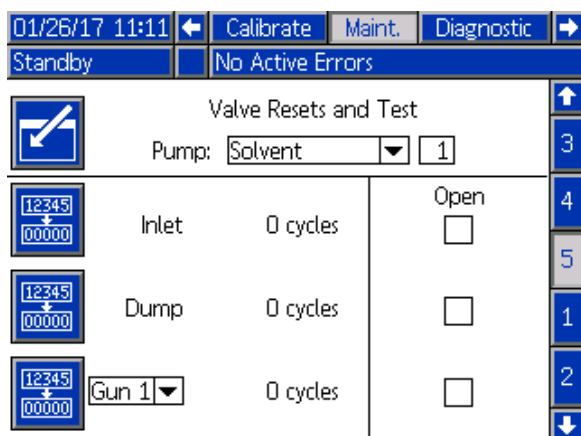 01/26/17 11:11 Calibrate Maint. Diagnostic
Standby No Active Errors
Valve Resets and Test
Pump: Solvent 1
3
12345
00000
Inlet 0 cycles Open
4
5
12345
00000
Dump 0 cycles
1
12345
00000
Gun 1 0 cycles
2